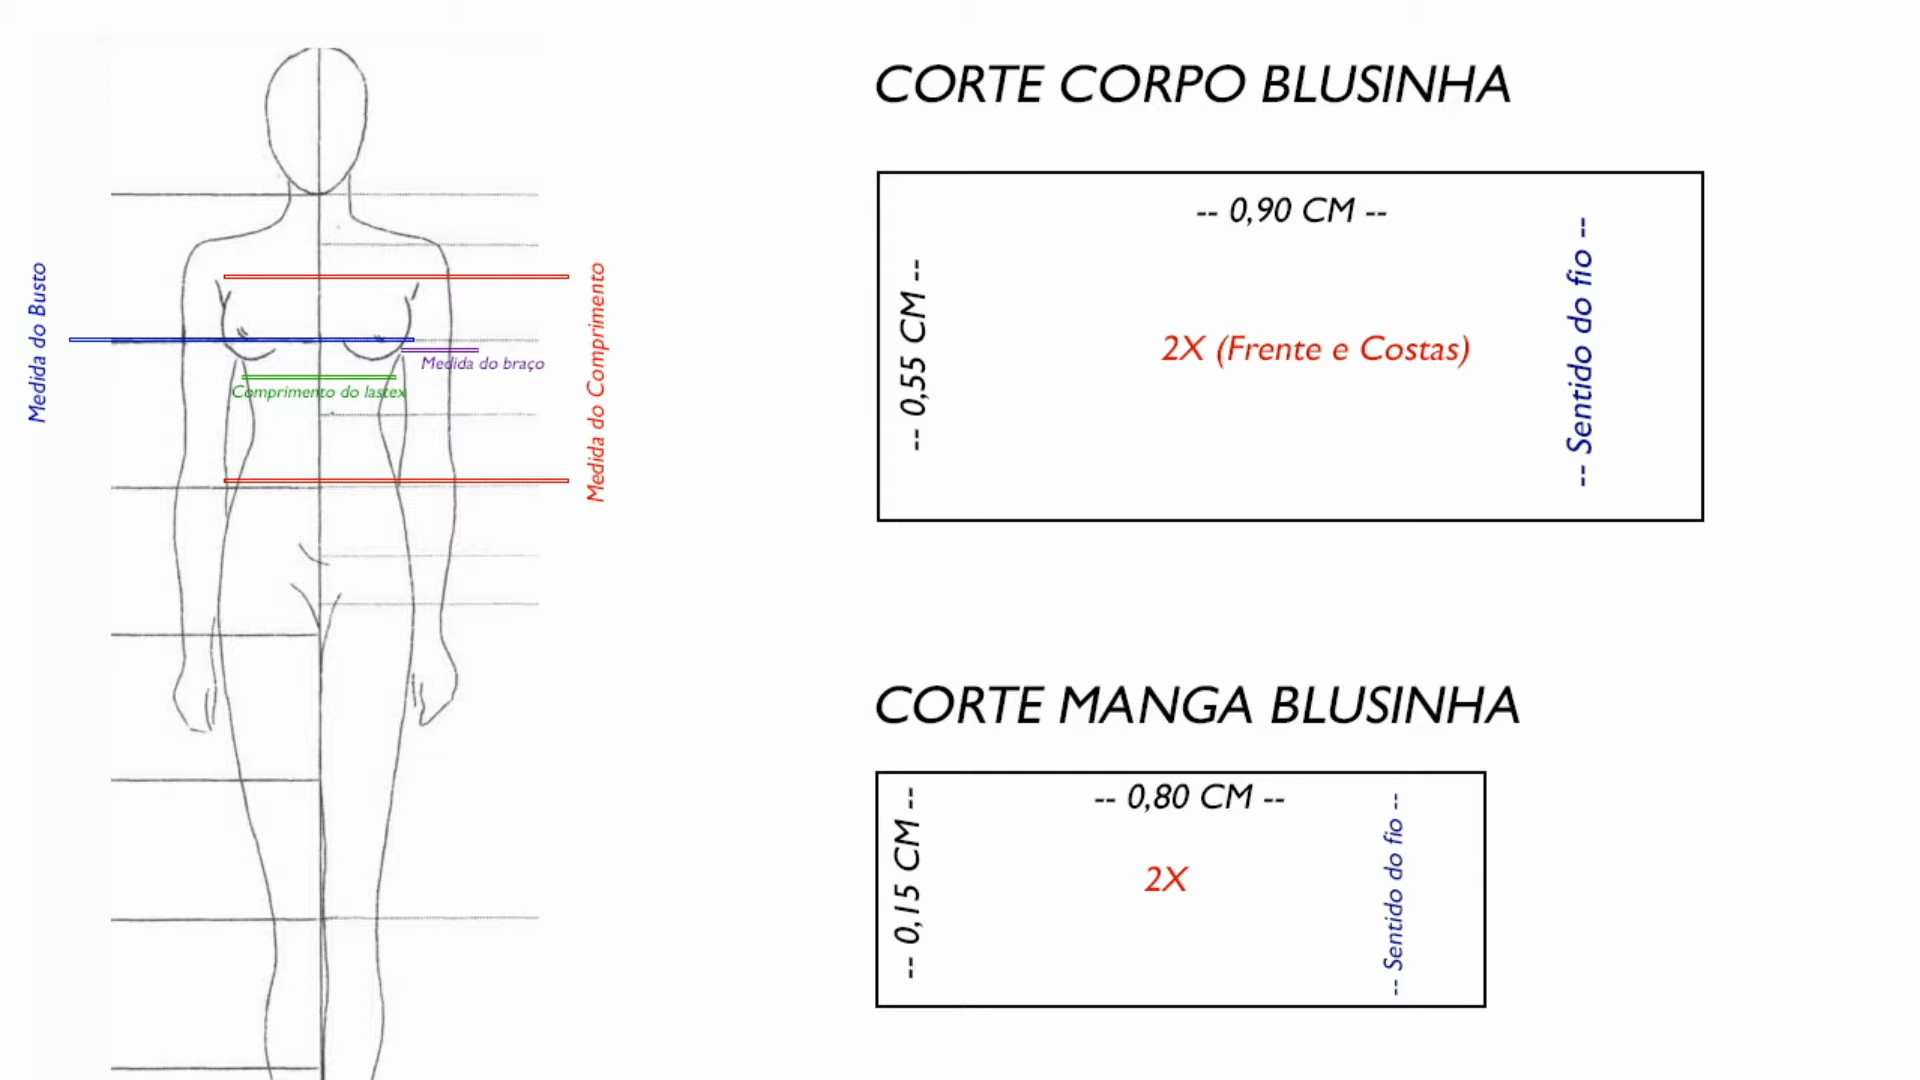 Medida do Busto
Medida do braço
Comprimento do lastex
Medida do Comprimento
CORTE CORPO BLUSINHA
-- 0,90 CM --
-- 0,55 CM --
2X (Frente e Costas)
-- Sentido do fio --
CORTE MANGA BLUSINHA
-- 0,80 CM --
-- 0,15 CM --
2X
-- Sentido do fio --